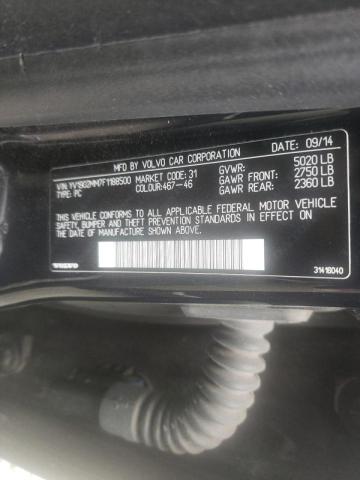 MFD BY VOLVO CAR CORPORATION DATE: 09/14
VIN: YV1902MM7F1188500 MARKET CODE: 31 GVWR: 5020 LB
TYPE: PC COLOUR:467-46 GAWR FRONT: 2750 LB
GAWR REAR: 2360 LB
THIS VEHICLE CONFORMS TO ALL APPLICABLE FEDERAL MOTOR VEHICLE
SAFETY, BUMPER AND THEFT PREVENTION STANDARDS IN EFFECT ON
THE DATE OF MANUFACTURE SHOWN ABOVE.
VOLVO 31416040